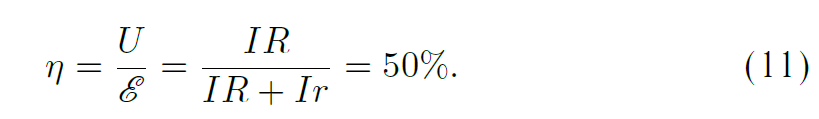 η = U/ℰ = IR/(IR + Ir) = 50%. (11)